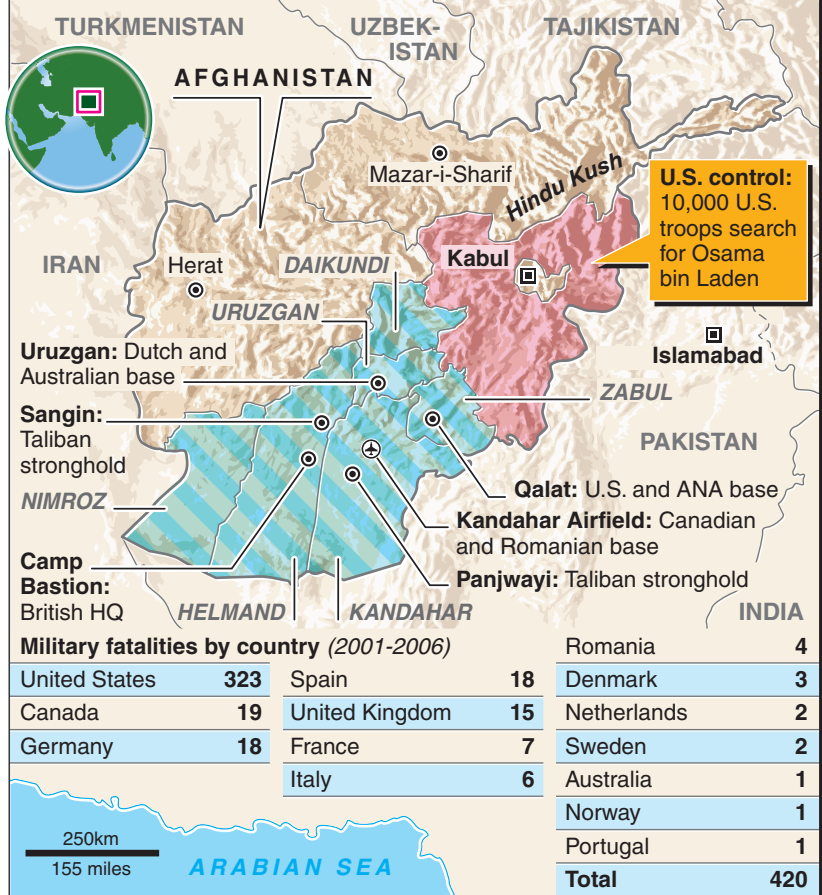 TURKMENISTAN
UZBEK-
ISTAN
TAJIKISTAN
AFGHANISTAN
Mazar-i-Sharif
Hindu Kush
U.S. control:
10,000 U.S.
troops search
for Osama
bin Laden
IRAN
Herat
DAIKUNDI
Kabul
URUZGAN
Uruzgan: Dutch and
Australian base
Islamabad
ZABUL
Sangin:
Taliban
stronghold
PAKISTAN
NIMROZ
Qalat: U.S. and ANA base
Kandahar Airfield: Canadian
and Romanian base
Camp
Bastion:
British HQ
Panjwayi: Taliban stronghold
HELMAND
KANDAHAR
INDIA
Military fatalities by country (2001-2006)
United States 323
Canada 19
Germany 18
Spain 18
United Kingdom 15
France 7
Italy 6
Romania 4
Denmark 3
Netherlands 2
Sweden 2
Australia 1
Norway 1
Portugal 1
Total 420
250km
155 miles
ARABIAN SEA